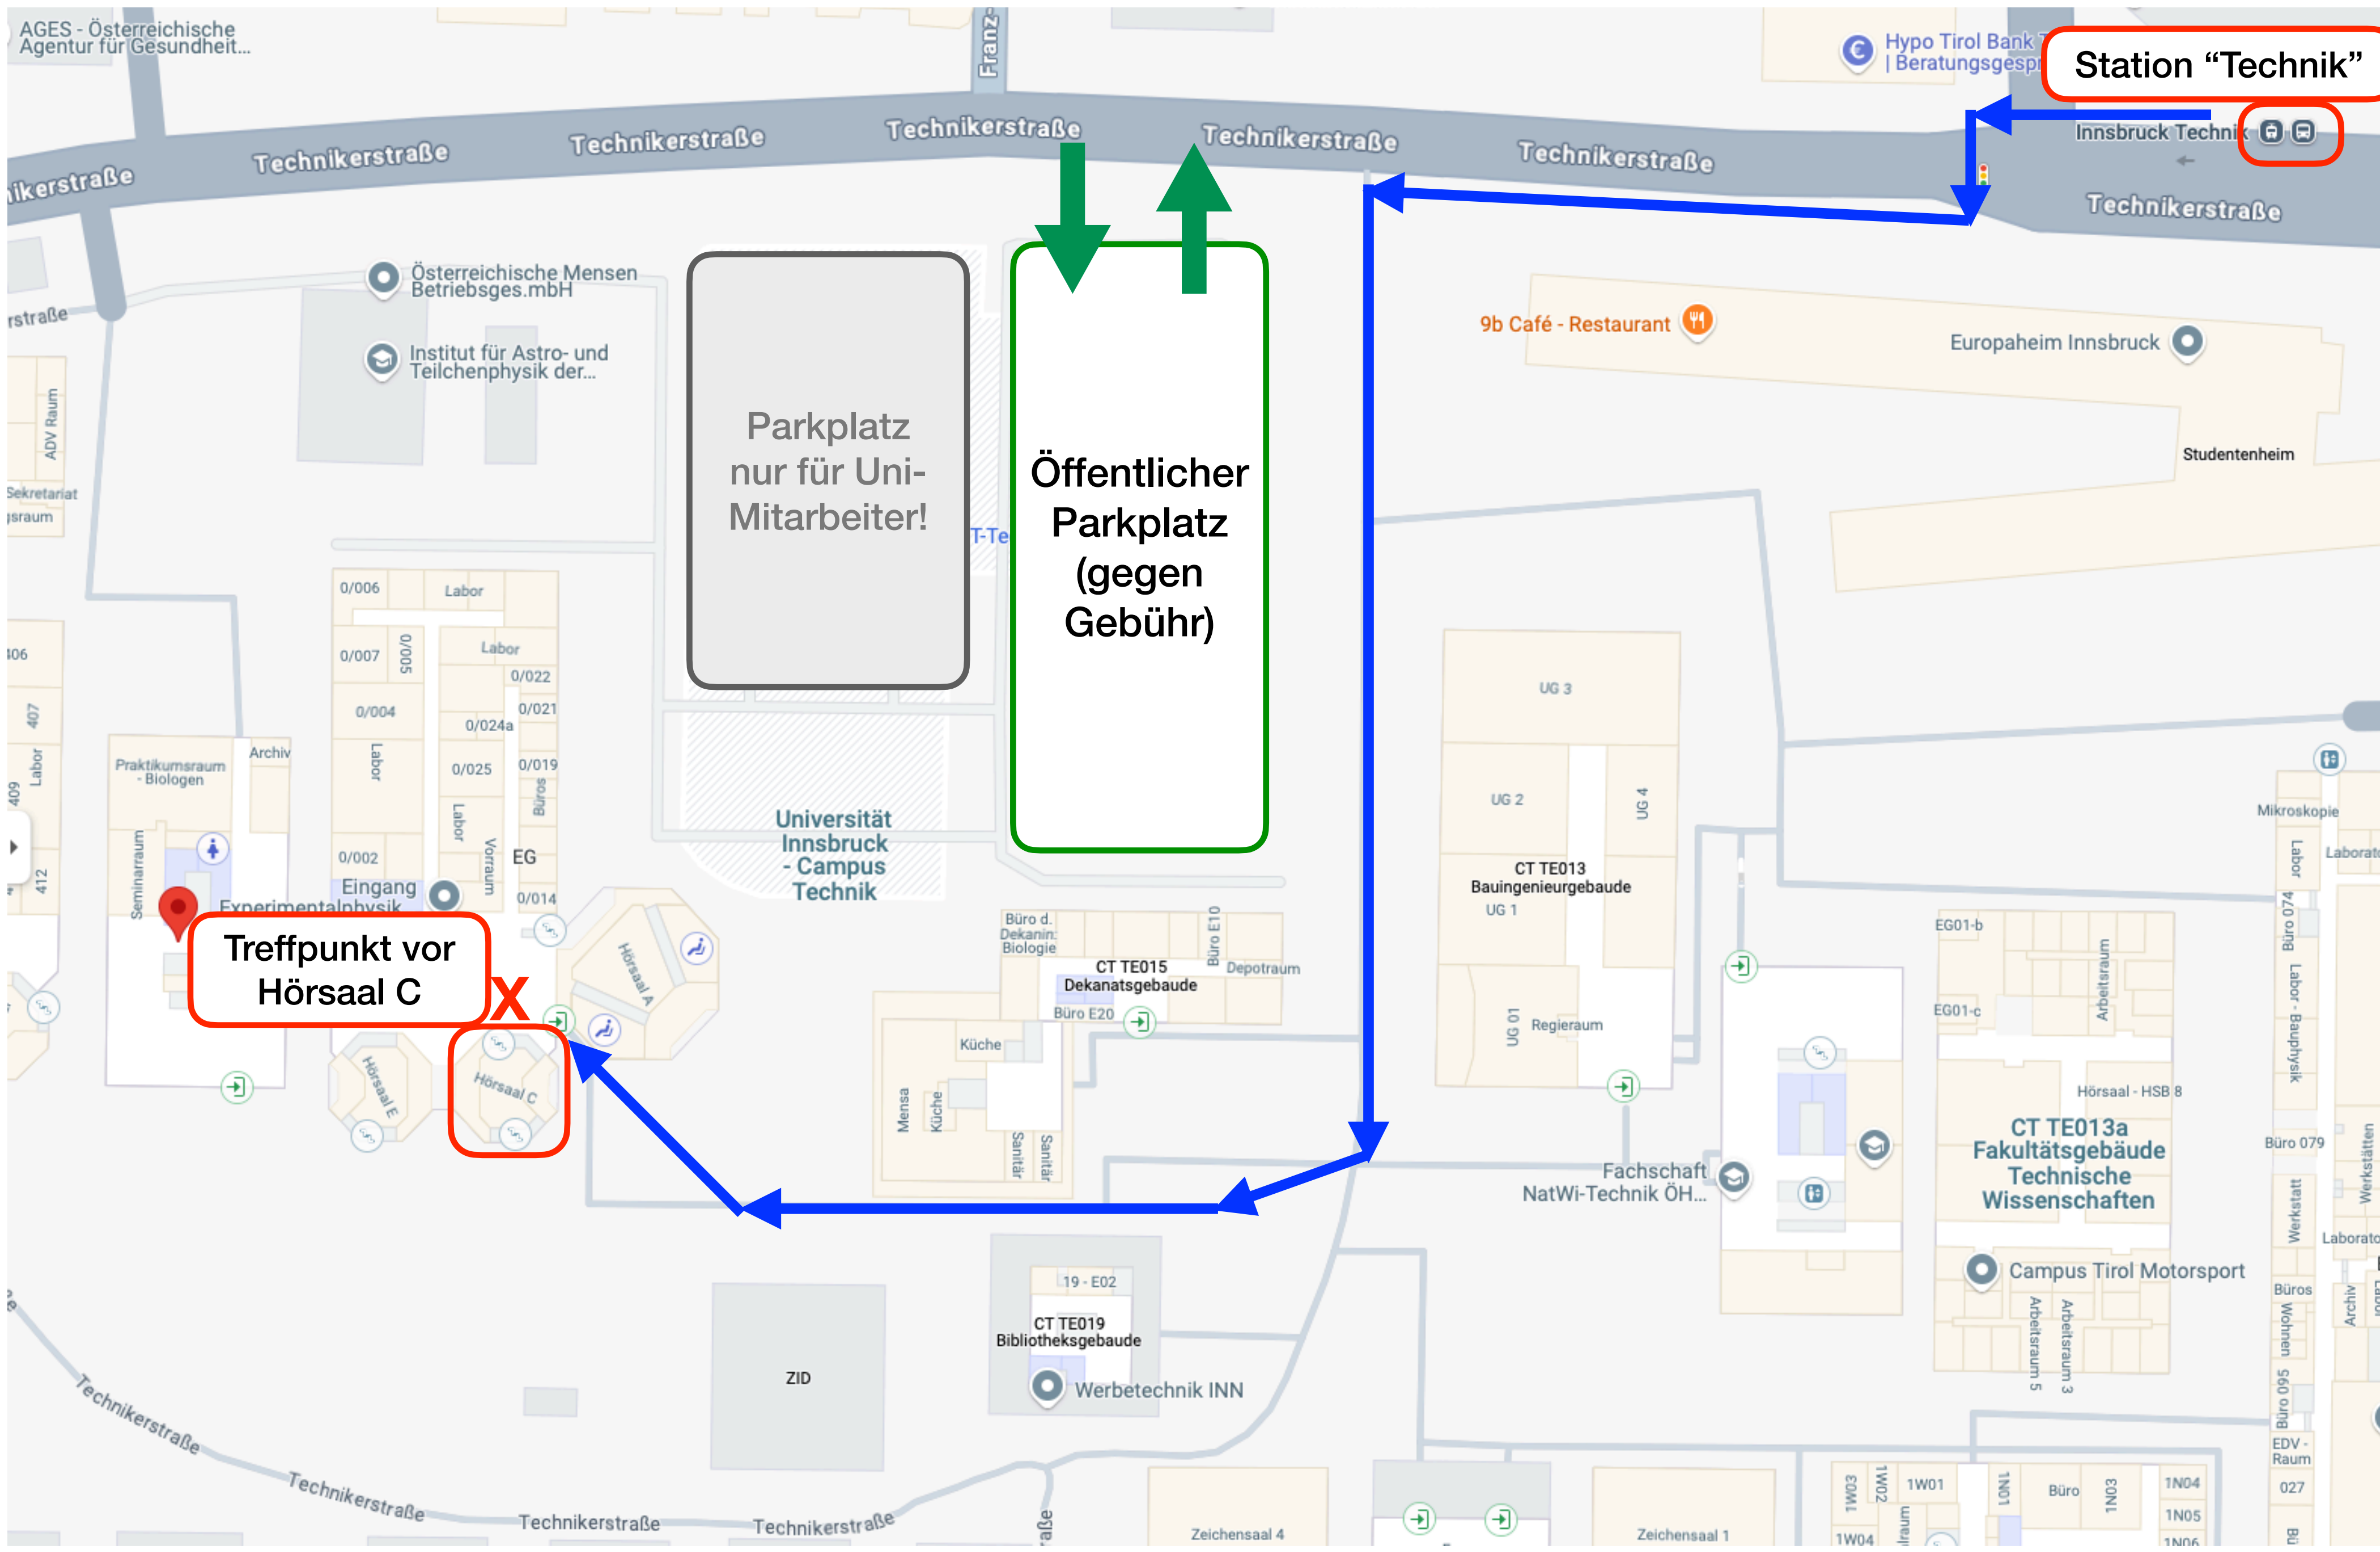 AGES - Österreichische
Agentur für Gesundheit...
Franz-
Hypo Tirol Bank
| Beratungsgespr
Station “Technik”
Innsbruck Technik
Technikerstraße
Technikerstraße
Technikerstraße
Technikerstraße
Technikerstraße
Technikerstraße
nikerstraße
rstraße
Österreichische Mensen
Betriebsges.mbH
Institut für Astro- und
Teilchenphysik der...
Parkplatz
nur für Uni-
Mitarbeiter!
T-Te
Öffentlicher
Parkplatz
(gegen
Gebühr)
9b Café - Restaurant
Europaheim Innsbruck
Studentenheim
ADV Raum
Sekretariat
gsraum
406
407
Labor
409
412
0/006
Labor
0/007
0/005
Labor
0/022
0/004
0/021
0/024a
Labor
0/025
0/019
Büros
Labor
Vorraum
0/002
EG
0/014
Eingang
Experimentalphysik
Praktikumsraum
- Biologen
Archiv
Seminarraum
Treffpunkt vor
Hörsaal C
X
Hörsaal A
Hörsaal E
Hörsaal C
Universität
Innsbruck
- Campus
Technik
Büro d.
Dekanin:
Biologie
Büro E10
CT TE015
Dekanatsgebaude
Depotraum
Büro E20
Küche
Mensa
Küche
Sanitär
Sanitär
UG 3
UG 2
UG 4
CT TE013
Bauingenieurgebaude
UG 1
UG 01
Regieraum
Fachschaft
NatWi-Technik ÖH...
Mikroskopie
Labor
Laborato
Büro 074
EG01-b
EG01-c
Arbeitsraum
Labor - Bauphysik
Hörsaal - HSB 8
CT TE013a
Fakultätsgebäude
Technische
Wissenschaften
Büro 079
Werkstätten
Werkstatt
Laborato
Campus Tirol Motorsport
Büros
Archiv
Labor
Wohnen
Arbeitsraum 5
Arbeitsraum 3
Büro 095
EDV -
Raum
027
Bü
19 - E02
CT TE019
Bibliotheksgebaude
Werbetechnik INN
ZID
Technikerstraße
Technikerstraße
Technikerstraße
Technikerstraße
raße
Zeichensaal 4
Zeichensaal 1
1W03
1W02
1W01
1W04
lraum
1N01
Büro
1N03
1N04
1N05
1N06